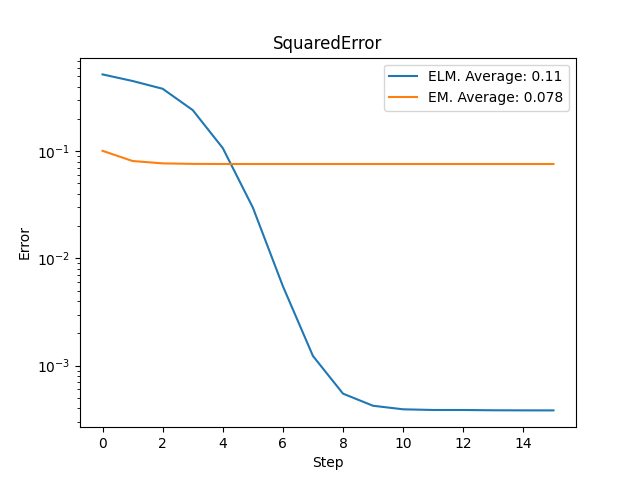 SquaredError
ELM. Average: 0.11
EM. Average: 0.078
Error
10⁻¹
10⁻²
10⁻³
0 2 4 6 8 10 12 14
Step